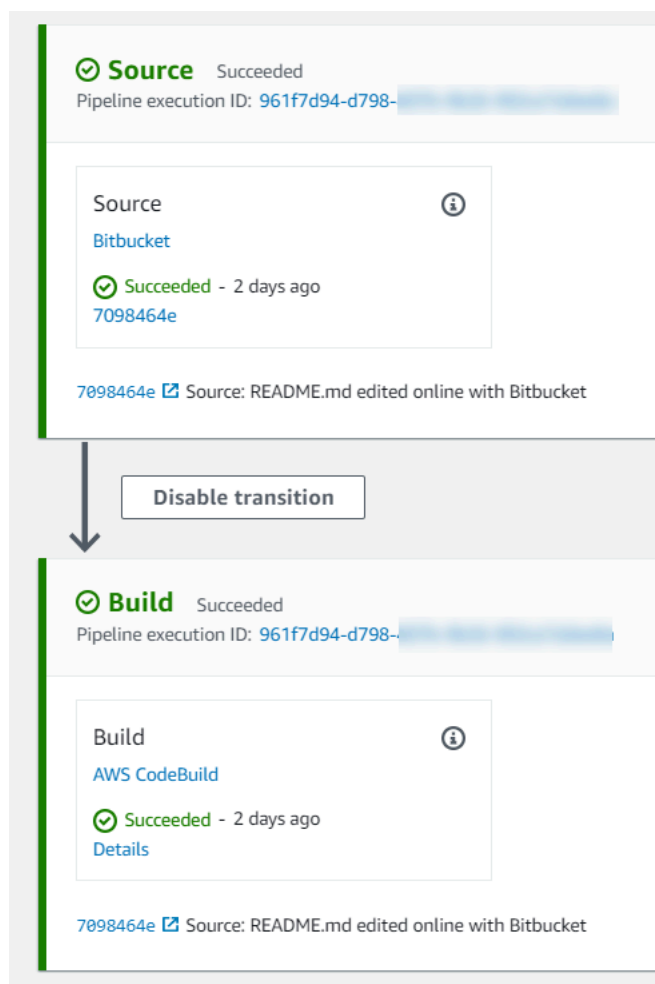 Source Succeeded
Pipeline execution ID: 961f7d94-d798-
Source
Bitbucket
Succeeded - 2 days ago
7098464e
7098464e Source: README.md edited online with Bitbucket
Disable transition
Build Succeeded
Pipeline execution ID: 961f7d94-d798-
Build
AWS CodeBuild
Succeeded - 2 days ago
Details
7098464e Source: README.md edited online with Bitbucket